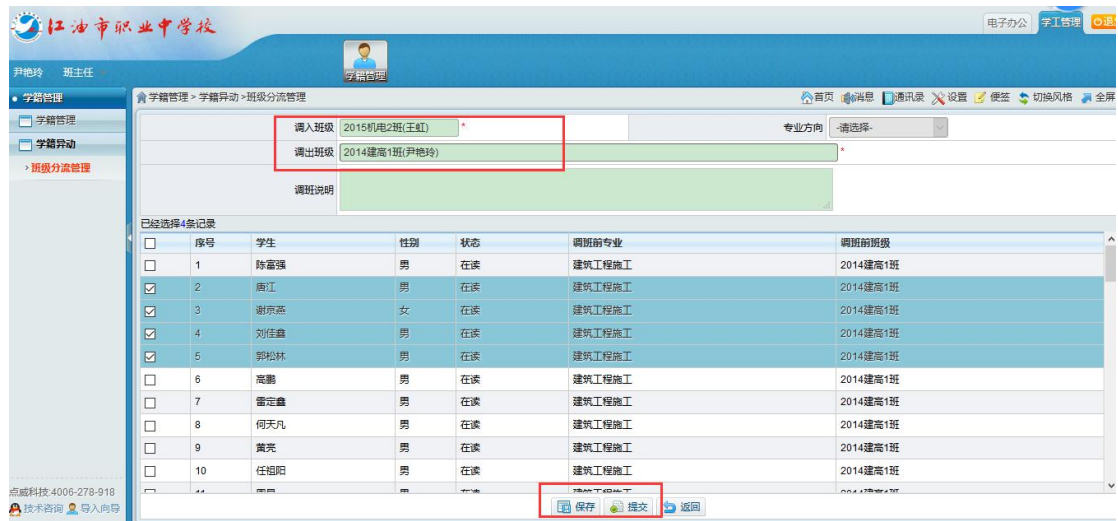 江油市职业中学校
电子办公 学工管理 退
尹艳玲 班主任
学籍管理
学籍管理
学籍管理 > 学籍异动 >班级分流管理
首页 消息 通讯录 设置 便签 切换风格 全屏
学籍管理
学籍异动
班级分流管理
调入班级 2015机电2班(王虹) * 专业方向 -请选择-
调出班级 2014建高1班(尹艳玲) *
调班说明
已经选择4条记录
序号 学生 性别 状态 调班前专业 调班前班级
1 陈富强 男 在读 建筑工程施工 2014建高1班
2 唐江 男 在读 建筑工程施工 2014建高1班
3 谢京燕 女 在读 建筑工程施工 2014建高1班
4 刘佳鑫 男 在读 建筑工程施工 2014建高1班
5 郭松林 男 在读 建筑工程施工 2014建高1班
6 高鹏 男 在读 建筑工程施工 2014建高1班
7 雷定鑫 男 在读 建筑工程施工 2014建高1班
8 何天凡 男 在读 建筑工程施工 2014建高1班
9 黄亮 男 在读 建筑工程施工 2014建高1班
10 任祖阳 男 在读 建筑工程施工 2014建高1班
点威科技:4006-278-918
技术咨询 导入向导
保存 提交 返回